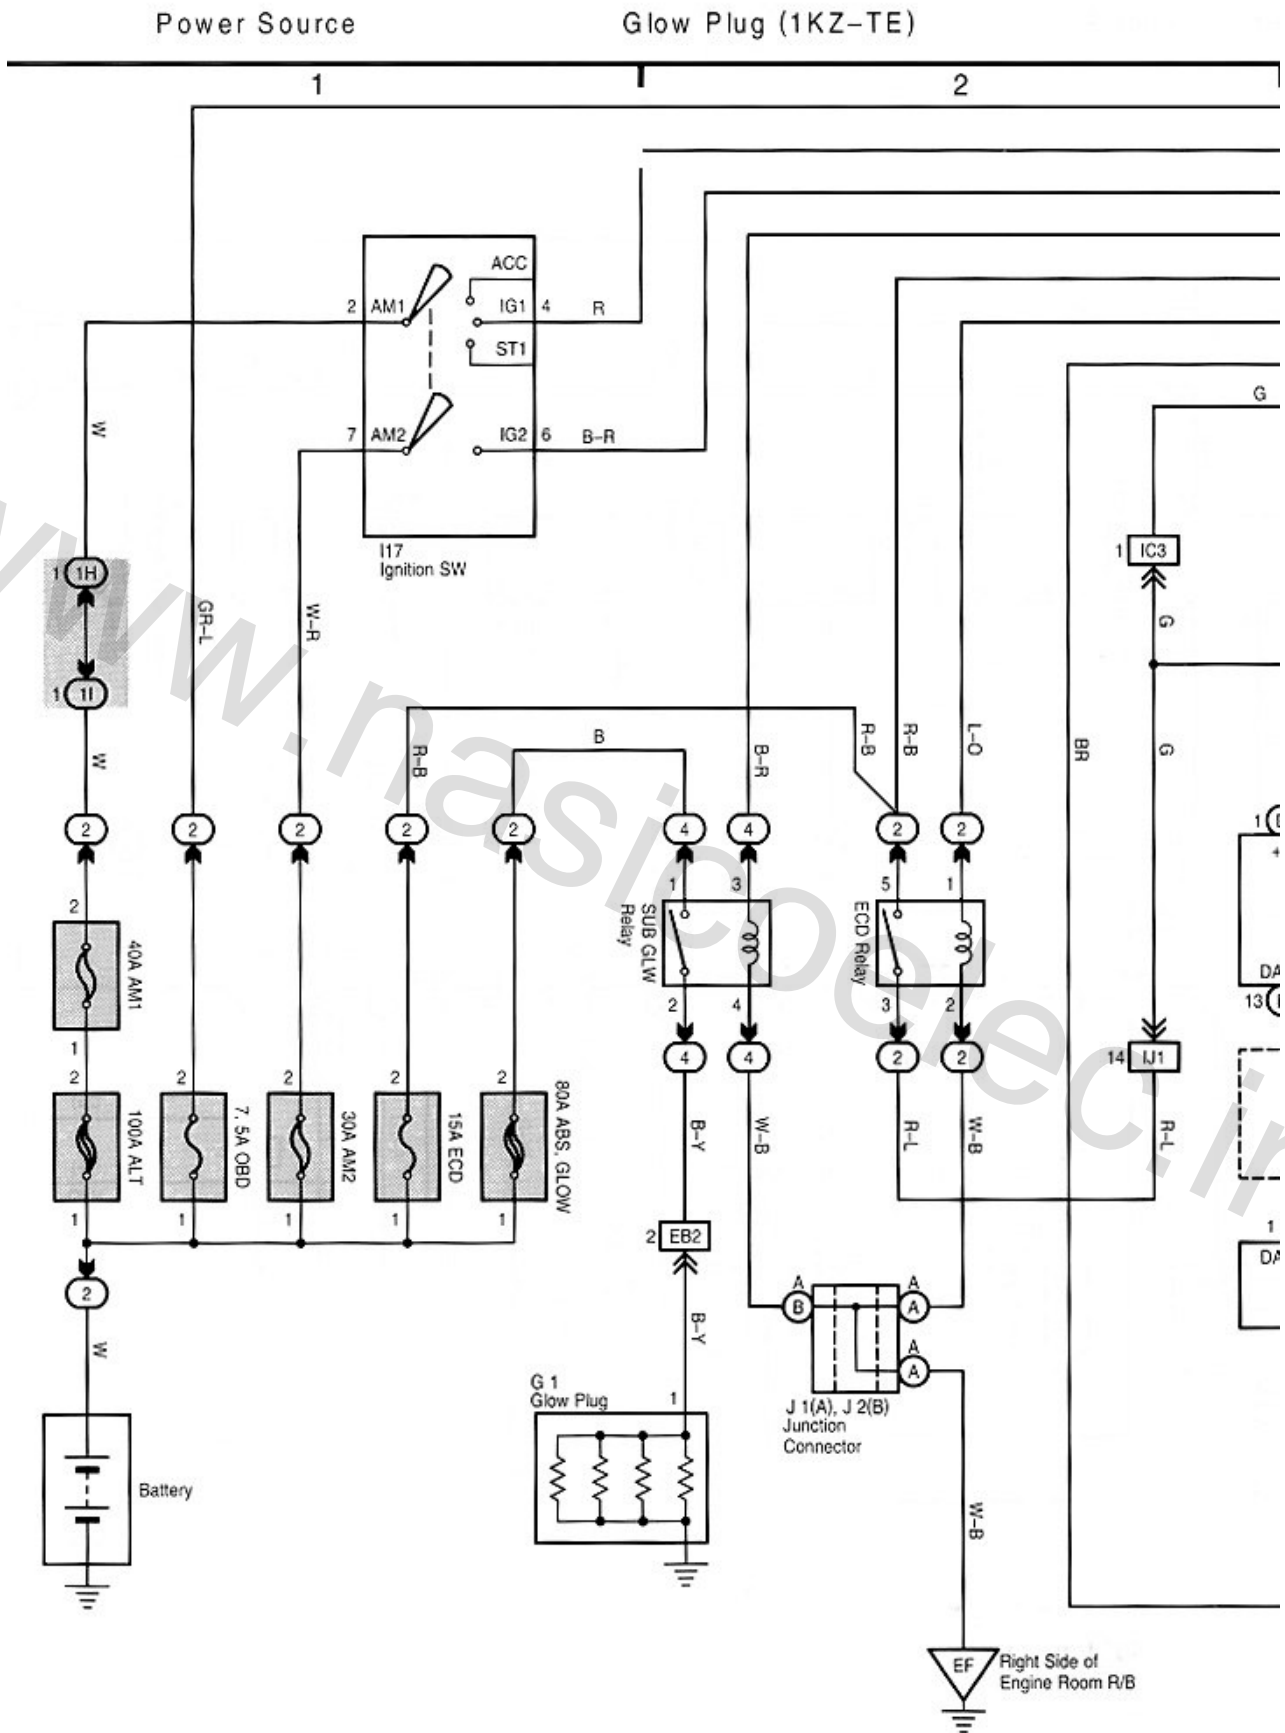 Power Source
Glow Plug (1KZ–TE)
1
2
ACC
2
AM1
IG1
4
R
ST1
G
W
7
AM2
IG2
6
B–R
I17
Ignition SW
1
IC3
1
1H
GR–L
W–R
G
1
1I
W
R–B
B
B–R
R–B
R–B
L–O
BR
G
2
2
2
2
2
4
4
2
2
1
+
2
1
3
5
1
40A AM1
SUB GLW
Relay
ECD Relay
DA
2
4
3
2
13
1
4
4
2
2
14
IJ1
2
2
2
2
2
100A ALT
7, 5A OBD
30A AM2
15A ECD
80A ABS, GLOW
B–Y
W–B
R–L
W–B
R–L
1
1
1
1
1
2
EB2
1
DA
2
A
B
A
A
W
B–Y
A
A
G 1
Glow Plug
1
J 1(A), J 2(B)
Junction
Connector
Battery
W–B
EF
Right Side of
Engine Room R/B
www.nasicoelec.ir